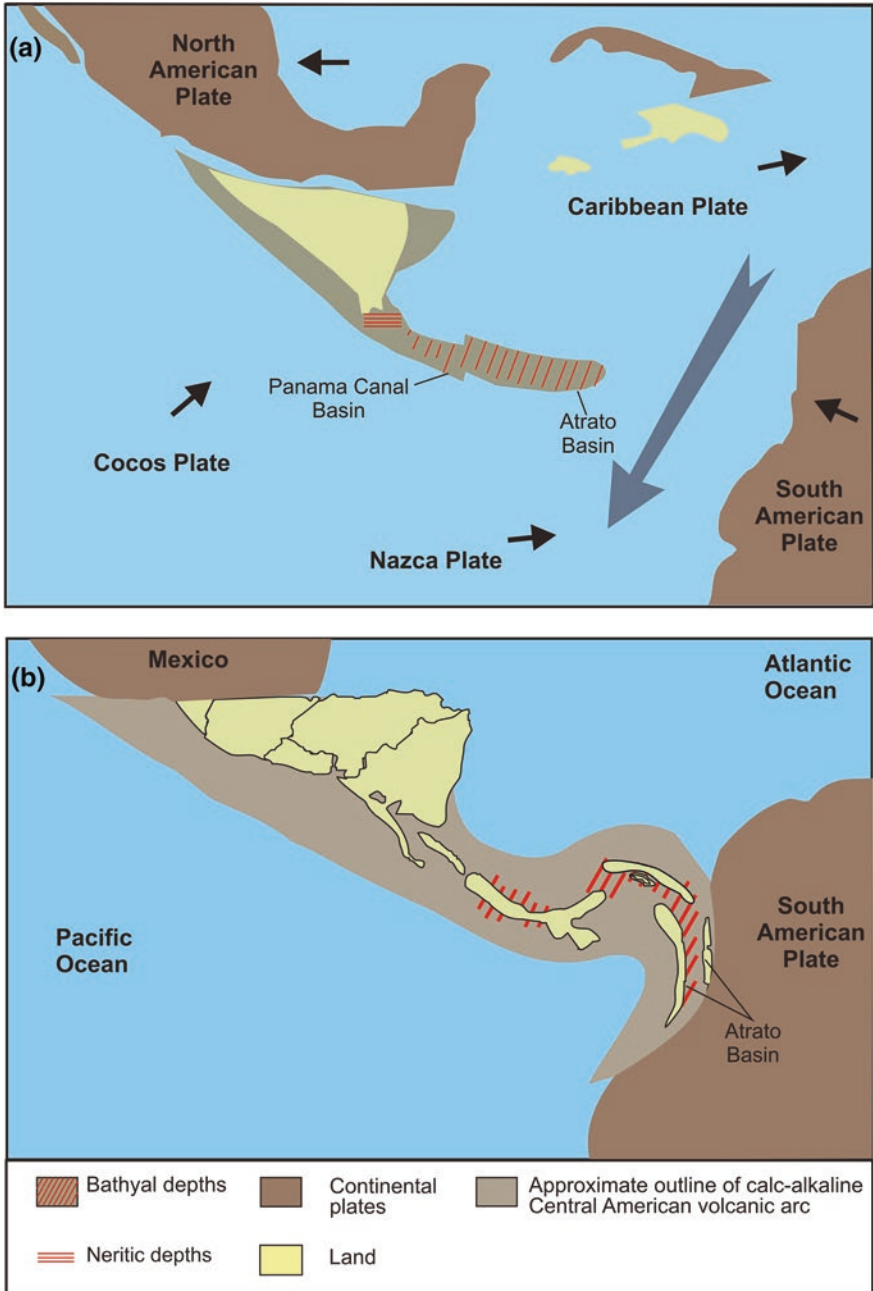 (a)
North
American
Plate
Caribbean Plate
Panama Canal
Basin
Atrato
Basin
Cocos Plate
South
American
Plate
Nazca Plate
(b)
Mexico
Atlantic
Ocean
Pacific
Ocean
South
American
Plate
Atrato
Basin
Bathyal depths
Continental
plates
Approximate outline of calc-alkaline
Central American volcanic arc
Neritic depths
Land